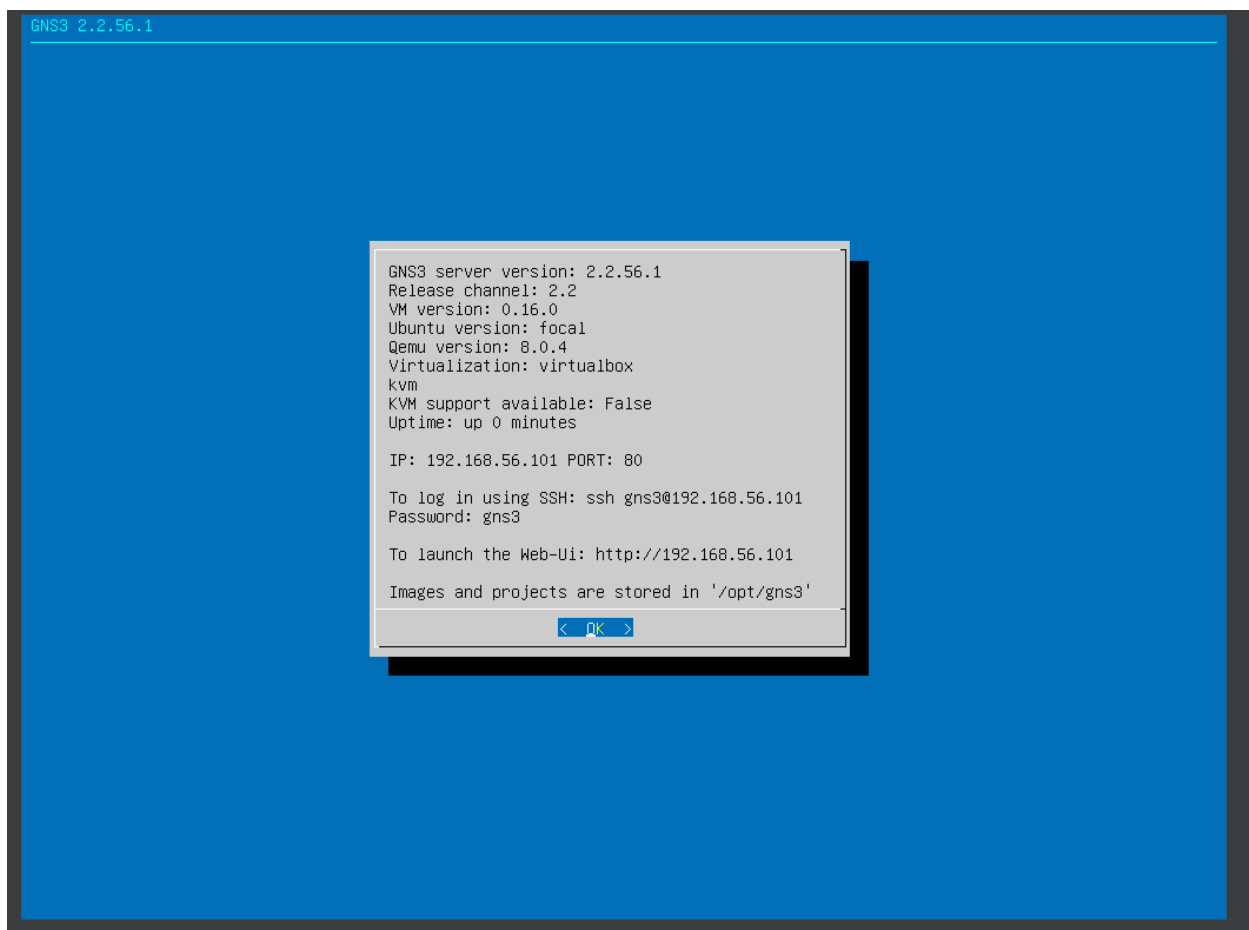 GNS3 2.2.56.1
GNS3 server version: 2.2.56.1
Release channel: 2.2
VM version: 0.16.0
Ubuntu version: focal
Qemu version: 8.0.4
Virtualization: virtualbox
kvm
KVM support available: False
Uptime: up 0 minutes
IP: 192.168.56.101 PORT: 80
To log in using SSH: ssh gns3@192.168.56.101
Password: gns3
To launch the Web-Ui: http://192.168.56.101
Images and projects are stored in '/opt/gns3'
< OK >